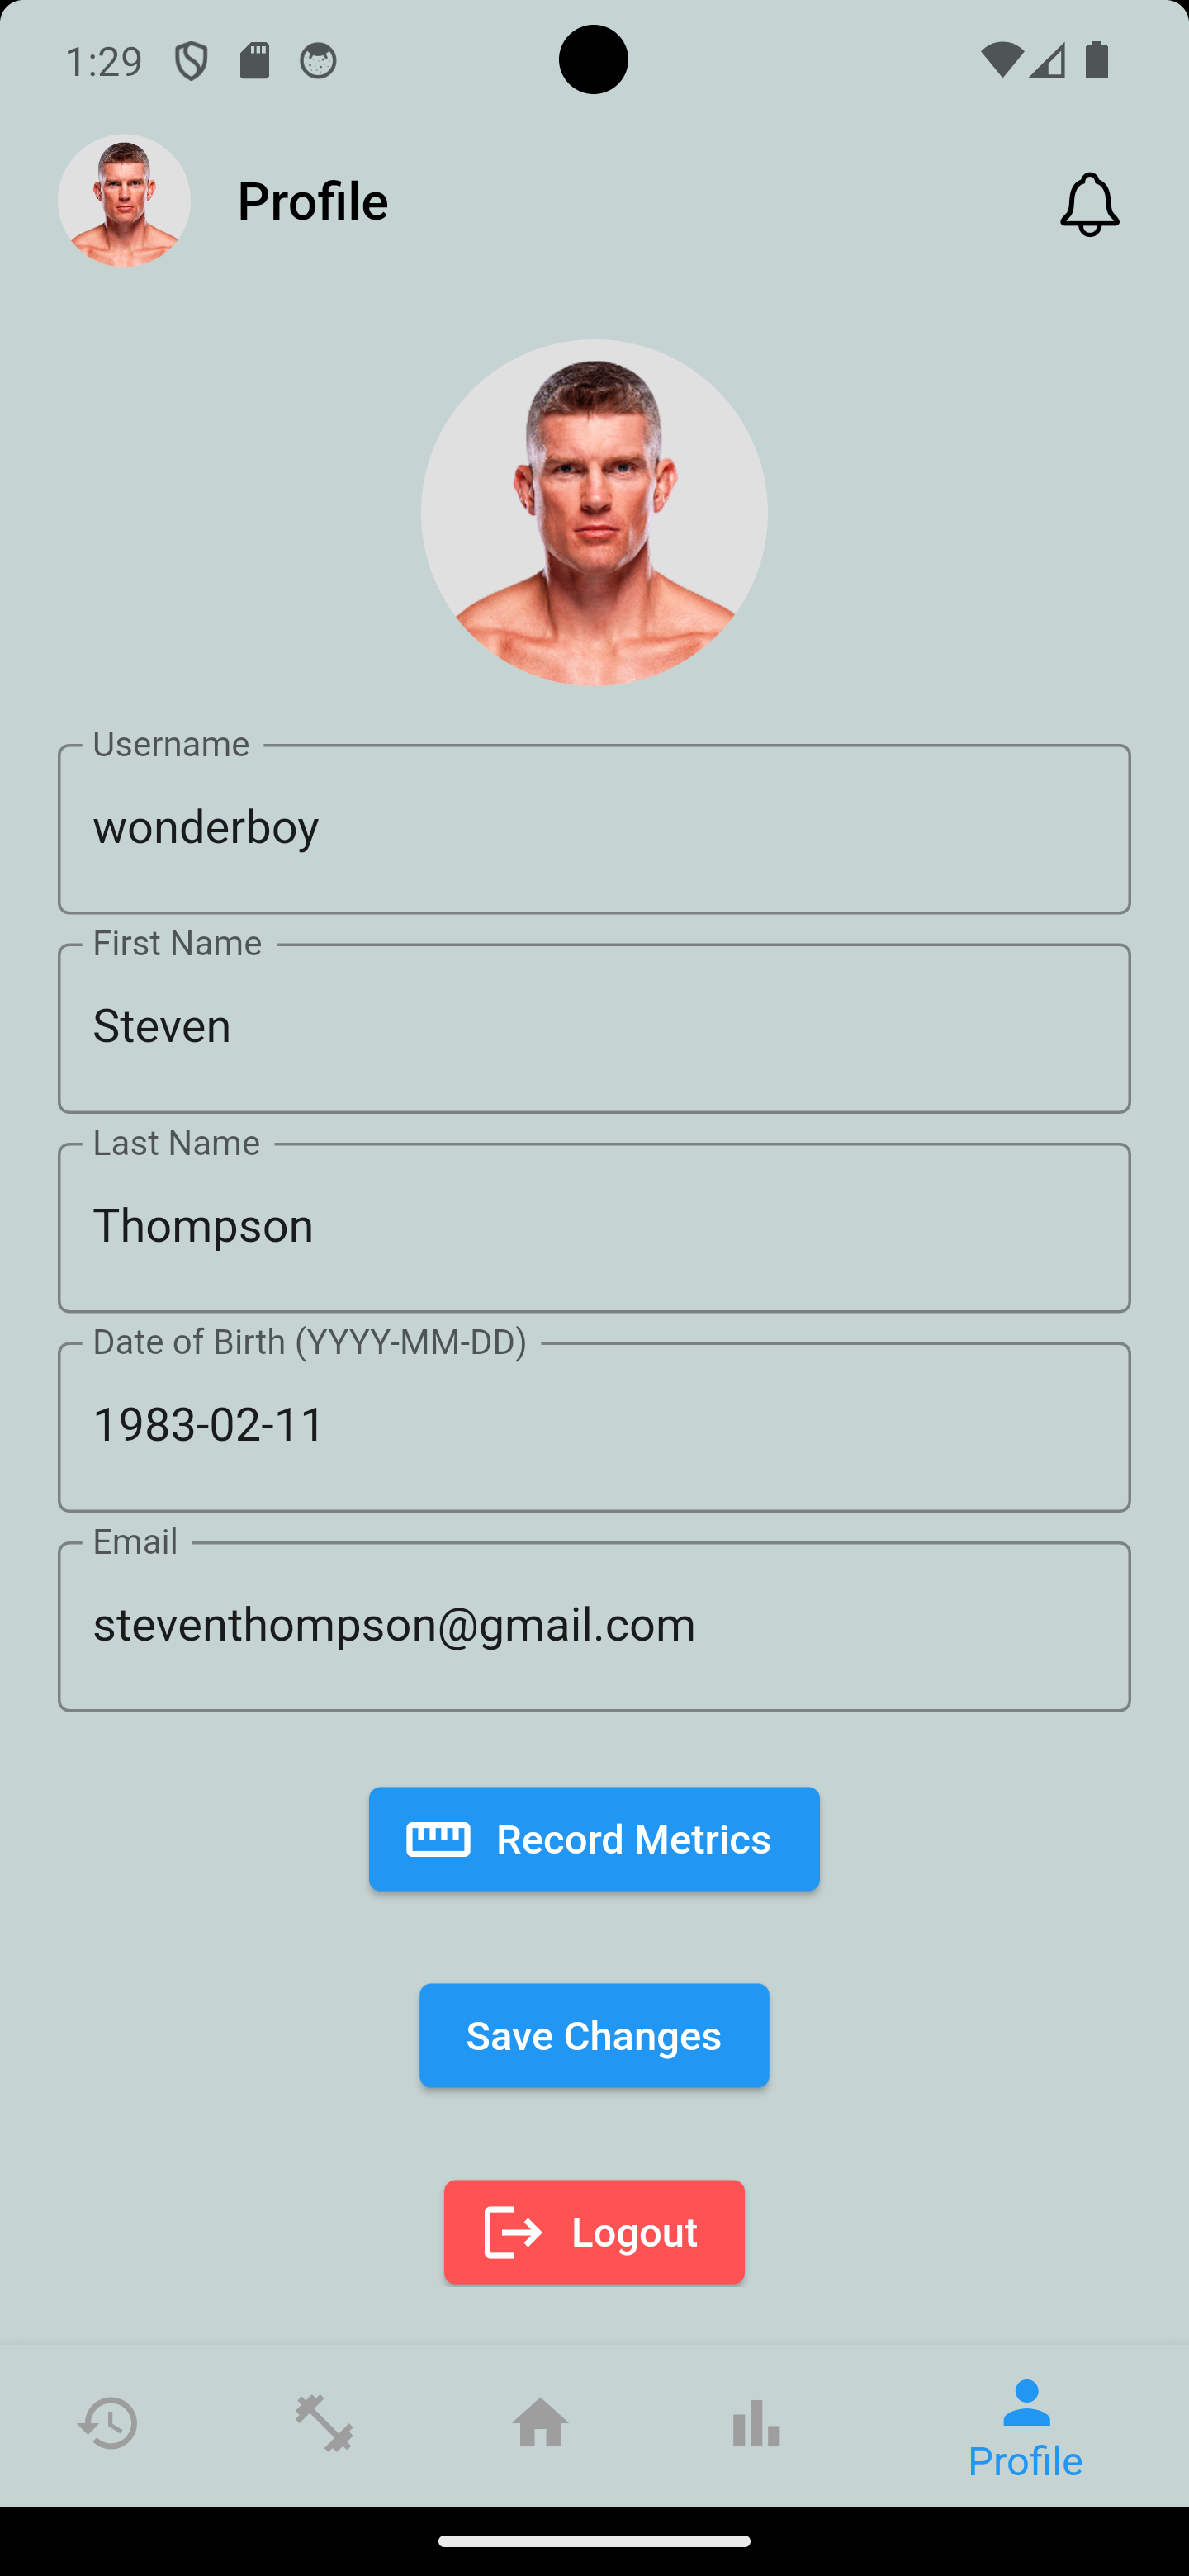 1:29
Profile
Username
wonderboy
First Name
Steven
Last Name
Thompson
Date of Birth (YYYY-MM-DD)
1983-02-11
Email
steventhompson@gmail.com
Record Metrics
Save Changes
Logout
Profile